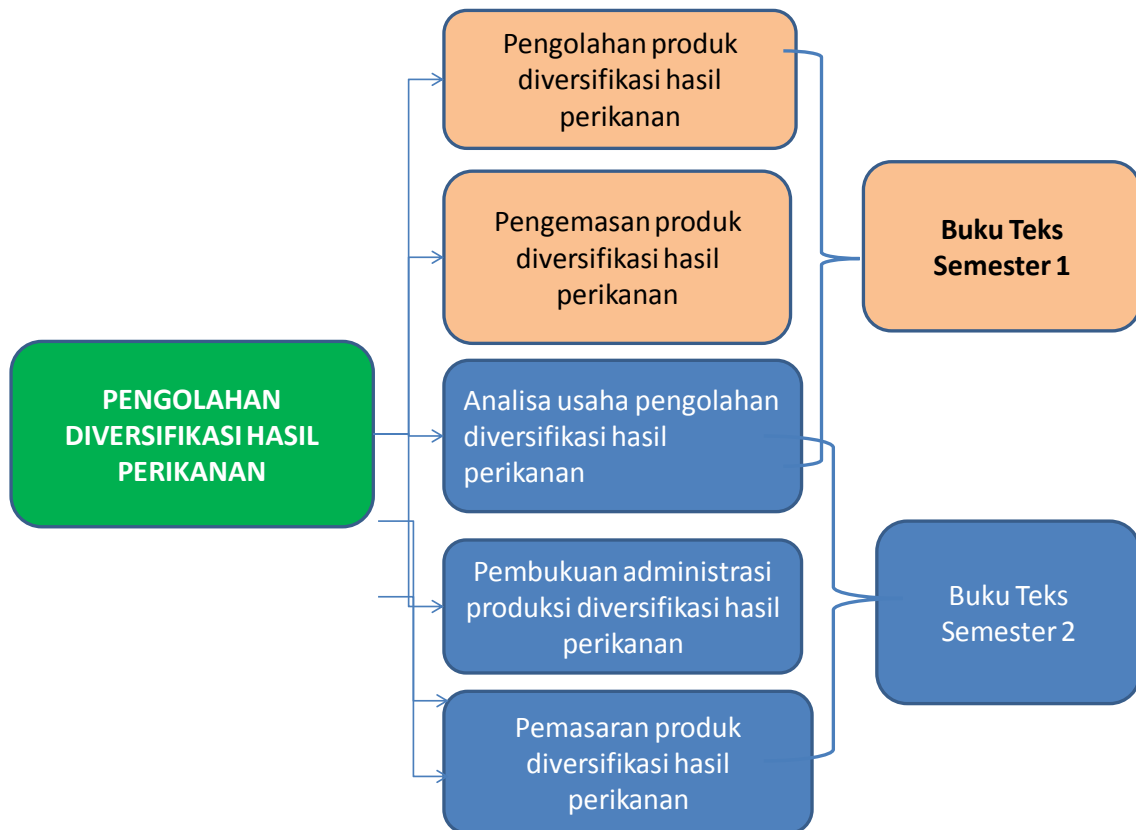 Pengolahan produk
diversifikasi hasil
perikanan
Pengemasan produk
diversifikasi hasil
perikanan
Buku Teks
Semester 1
PENGOLAHAN
DIVERSIFIKASI HASIL
PERIKANAN
Analisa usaha pengolahan
diversifikasi hasil
perikanan
Pembukuan administrasi
produksi diversifikasi hasil
perikanan
Buku Teks
Semester 2
Pemasaran produk
diversifikasi hasil
perikanan